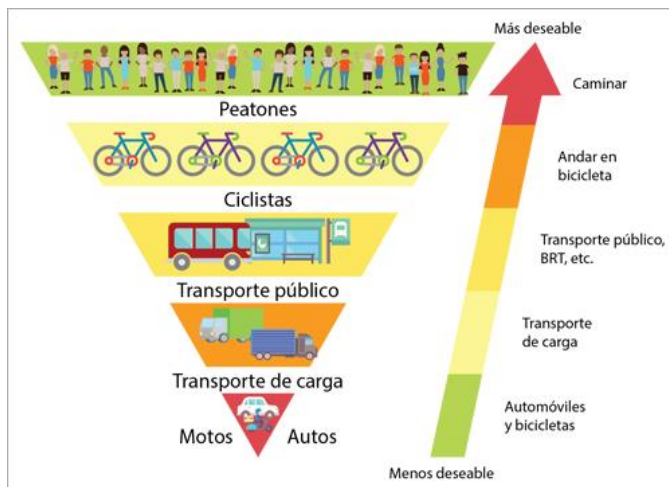 Más deseable
Caminar
Peatones
Andar en
bicicleta
Ciclistas
Transporte público,
BRT, etc.
Transporte público
Transporte
de carga
Transporte de carga
Automóviles
y bicicletas
Motos Autos
Menos deseable